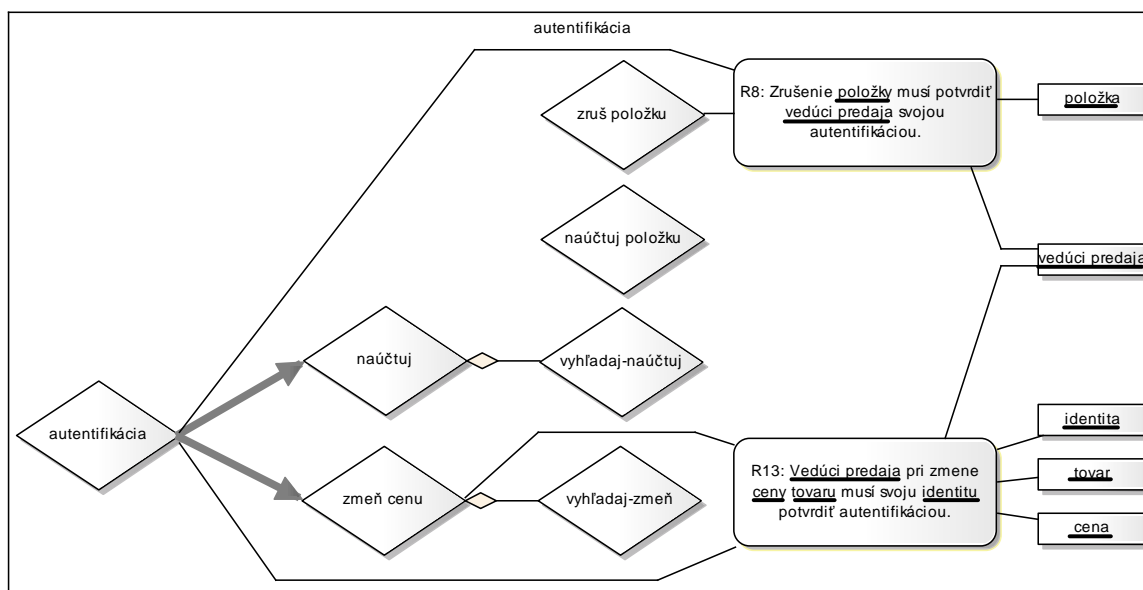 autentifikácia
zruš položku
R8: Zrušenie položky musí potvrdiť
vedúci predaja svojou
autentifikáciou.
položka
naúčtuj položku
vedúci predaja
naúčtuj
vyhľadaj-naúčtuj
autentifikácia
zmeň cenu
vyhľadaj-zmeň
R13: Vedúci predaja pri zmene
ceny tovaru musí svoju identitu
potvrdiť autentifikáciou.
identita
tovar
cena